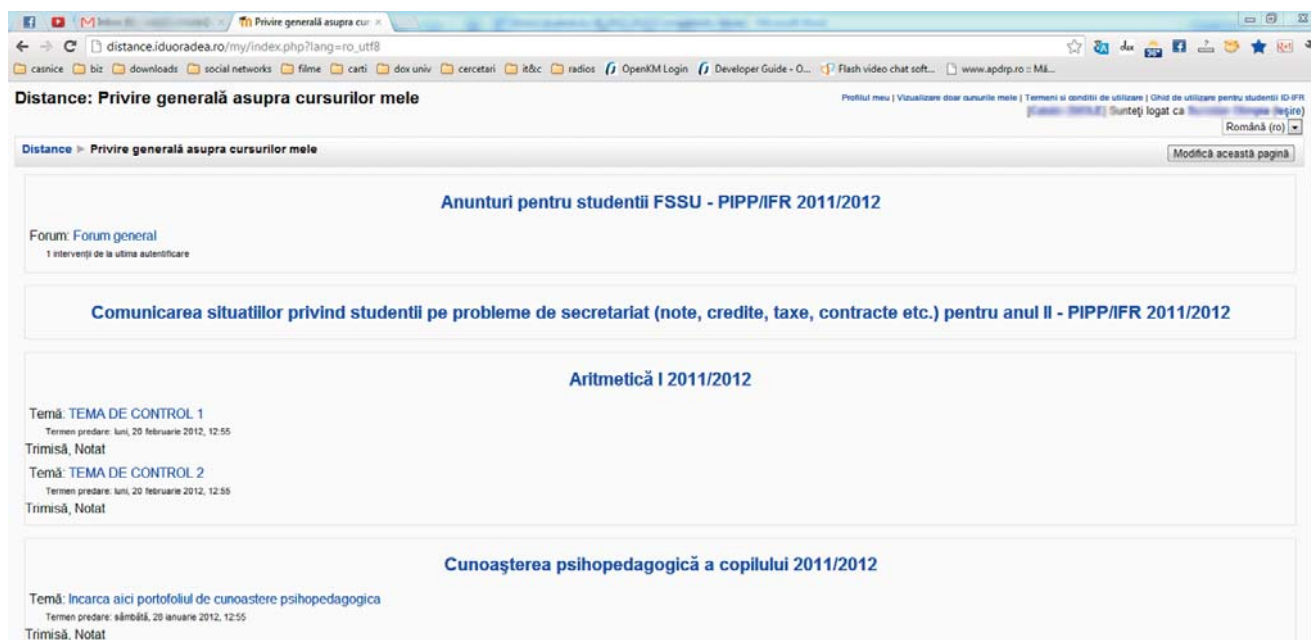 Privire generală asupra cur
distance.iduoradea.ro/my/index.php?lang=ro_utf8
casnice biz downloads social networks filme carti dox univ cercetari it&c radios OpenKM Login Developer Guide - O... Flash video chat soft... www.apdrp.ro :: Mă...
Distance: Privire generală asupra cursurilor mele
Profilul meu | Vizualizare doar cursurile mele | Termeni si conditii de utilizare | Ghid de utilizare pentru studentii ID-IFR
Sunteţi logat ca (Ieşire)
Română (ro)
Distance ► Privire generală asupra cursurilor mele
Modifică această pagină
Anunturi pentru studentii FSSU - PIPP/IFR 2011/2012
Forum: Forum general
1 intervenţii de la ultima autentificare
Comunicarea situatiilor privind studentii pe probleme de secretariat (note, credite, taxe, contracte etc.) pentru anul II - PIPP/IFR 2011/2012
Aritmetică I 2011/2012
Temă: TEMA DE CONTROL 1
Termen predare: luni, 20 februarie 2012, 12:55
Trimisă, Notat
Temă: TEMA DE CONTROL 2
Termen predare: luni, 20 februarie 2012, 12:55
Trimisă, Notat
Cunoaşterea psihopedagogică a copilului 2011/2012
Temă: Incarca aici portofoliul de cunoastere psihopedagogica
Termen predare: sâmbătă, 28 ianuarie 2012, 12:55
Trimisă, Notat